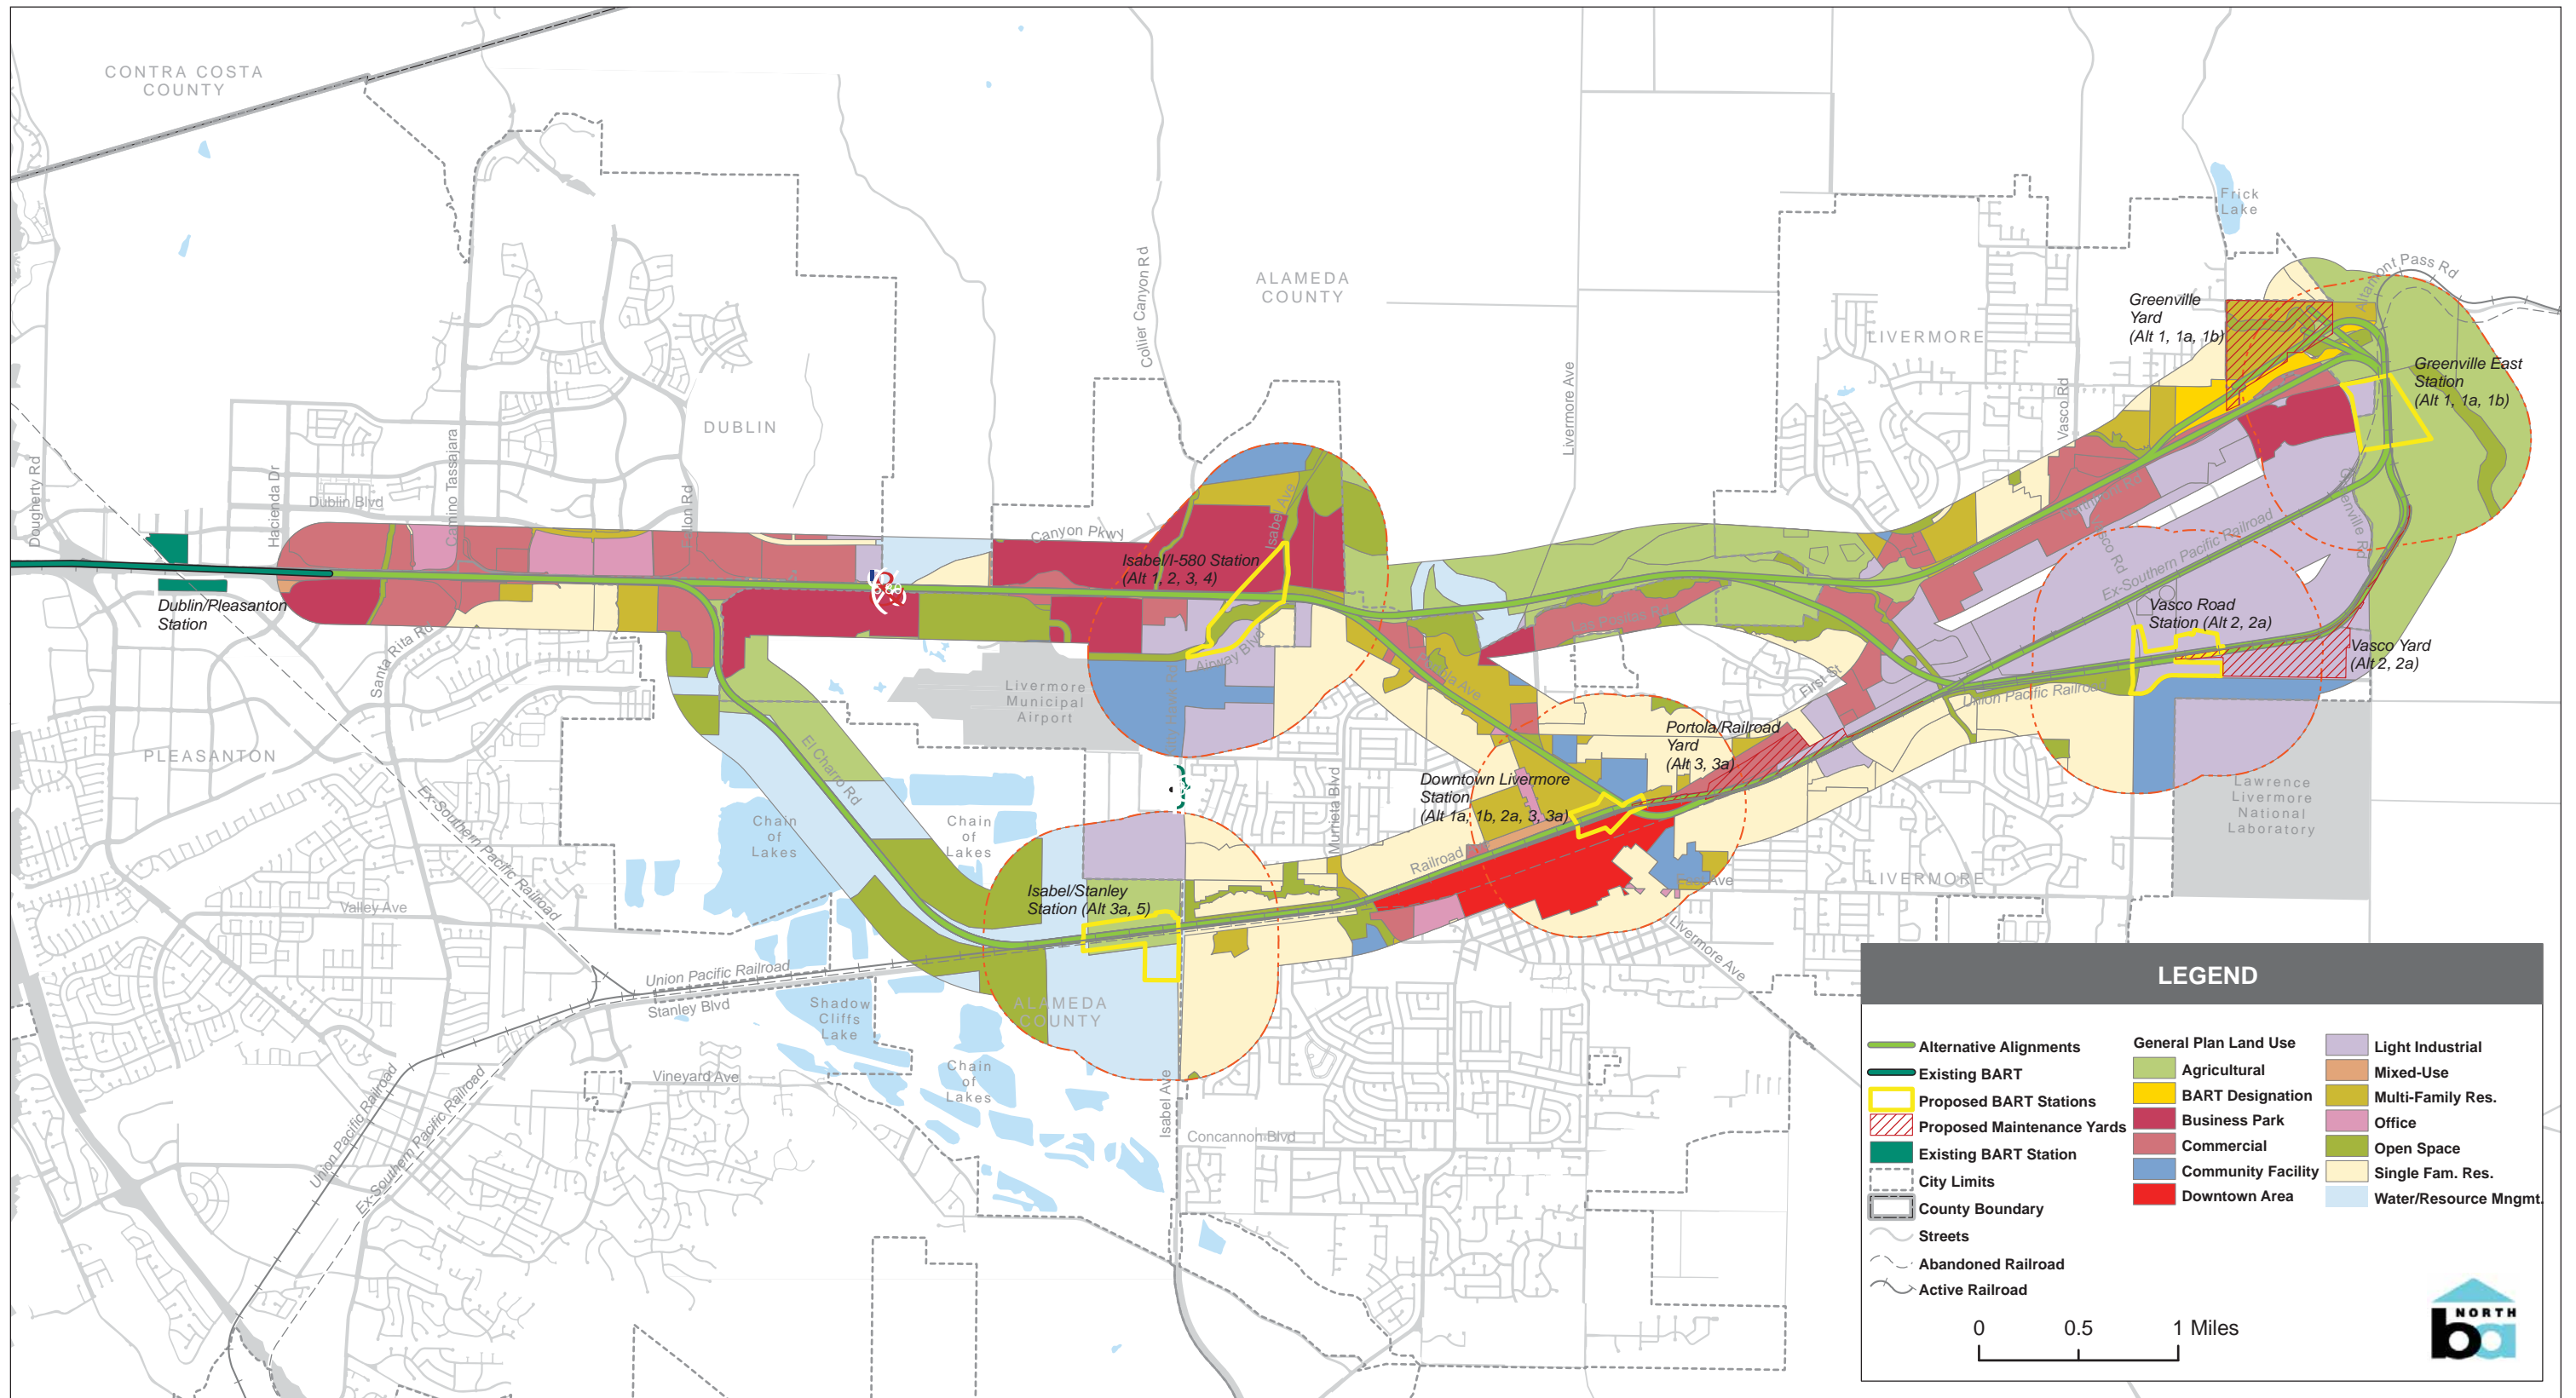 CONTRA COSTA
COUNTY
Frick
Lake
Altamont Pass Rd
ALAMEDA
COUNTY
Collier Canyon Rd
Greenville
Yard
(Alt 1, 1a, 1b)
LIVERMORE
Greenville East
Station
(Alt 1, 1a, 1b)
Livermore Ave
Vasco Rd
DUBLIN
Dougherty Rd
Hacienda Dr
Dublin Blvd
Camino Tassajara
Fallon Rd
Canyon Pkwy
Isabel Ave
Isabel/I-580 Station
(Alt 1, 2, 3, 4)
Ex-Southern Pacific Railroad
Greenville Rd
Dublin/Pleasanton
Station
Santa Rita Rd
Las Positas Rd
Airway Blvd
Vasco Road
Station (Alt 2, 2a)
Vasco Yard
(Alt 2, 2a)
Union Pacific Railroad
First St
Livermore
Municipal
Airport
PLEASANTON
El Charro Rd
Portola/Railroad
Yard
(Alt 3, 3a)
Downtown Livermore
Station
(Alt 1a, 1b, 2a, 3, 3a)
Murrieta Blvd
Lawrence
Livermore
National
Laboratory
Chain
of
Lakes
Chain
of
Lakes
Ex-Southern Pacific Railroad
Railroad
Isabel/Stanley
Station (Alt 3a, 5)
LIVERMORE
Valley Ave
Livermore Ave
Union Pacific Railroad
Stanley Blvd
Shadow
Cliffs
Lake
ALAMEDA
COUNTY
Vineyard Ave
Chain
of
Lakes
Isabel Ave
Concannon Blvd
Union Pacific Railroad
Ex-Southern Pacific Railroad
LEGEND
Alternative Alignments
Existing BART
Proposed BART Stations
Proposed Maintenance Yards
Existing BART Station
City Limits
County Boundary
Streets
Abandoned Railroad
Active Railroad
General Plan Land Use
Agricultural
BART Designation
Business Park
Commercial
Community Facility
Downtown Area
Light Industrial
Mixed-Use
Multi-Family Res.
Office
Open Space
Single Fam. Res.
Water/Resource Mngmt.
0 0.5 1 Miles
NORTH
ba